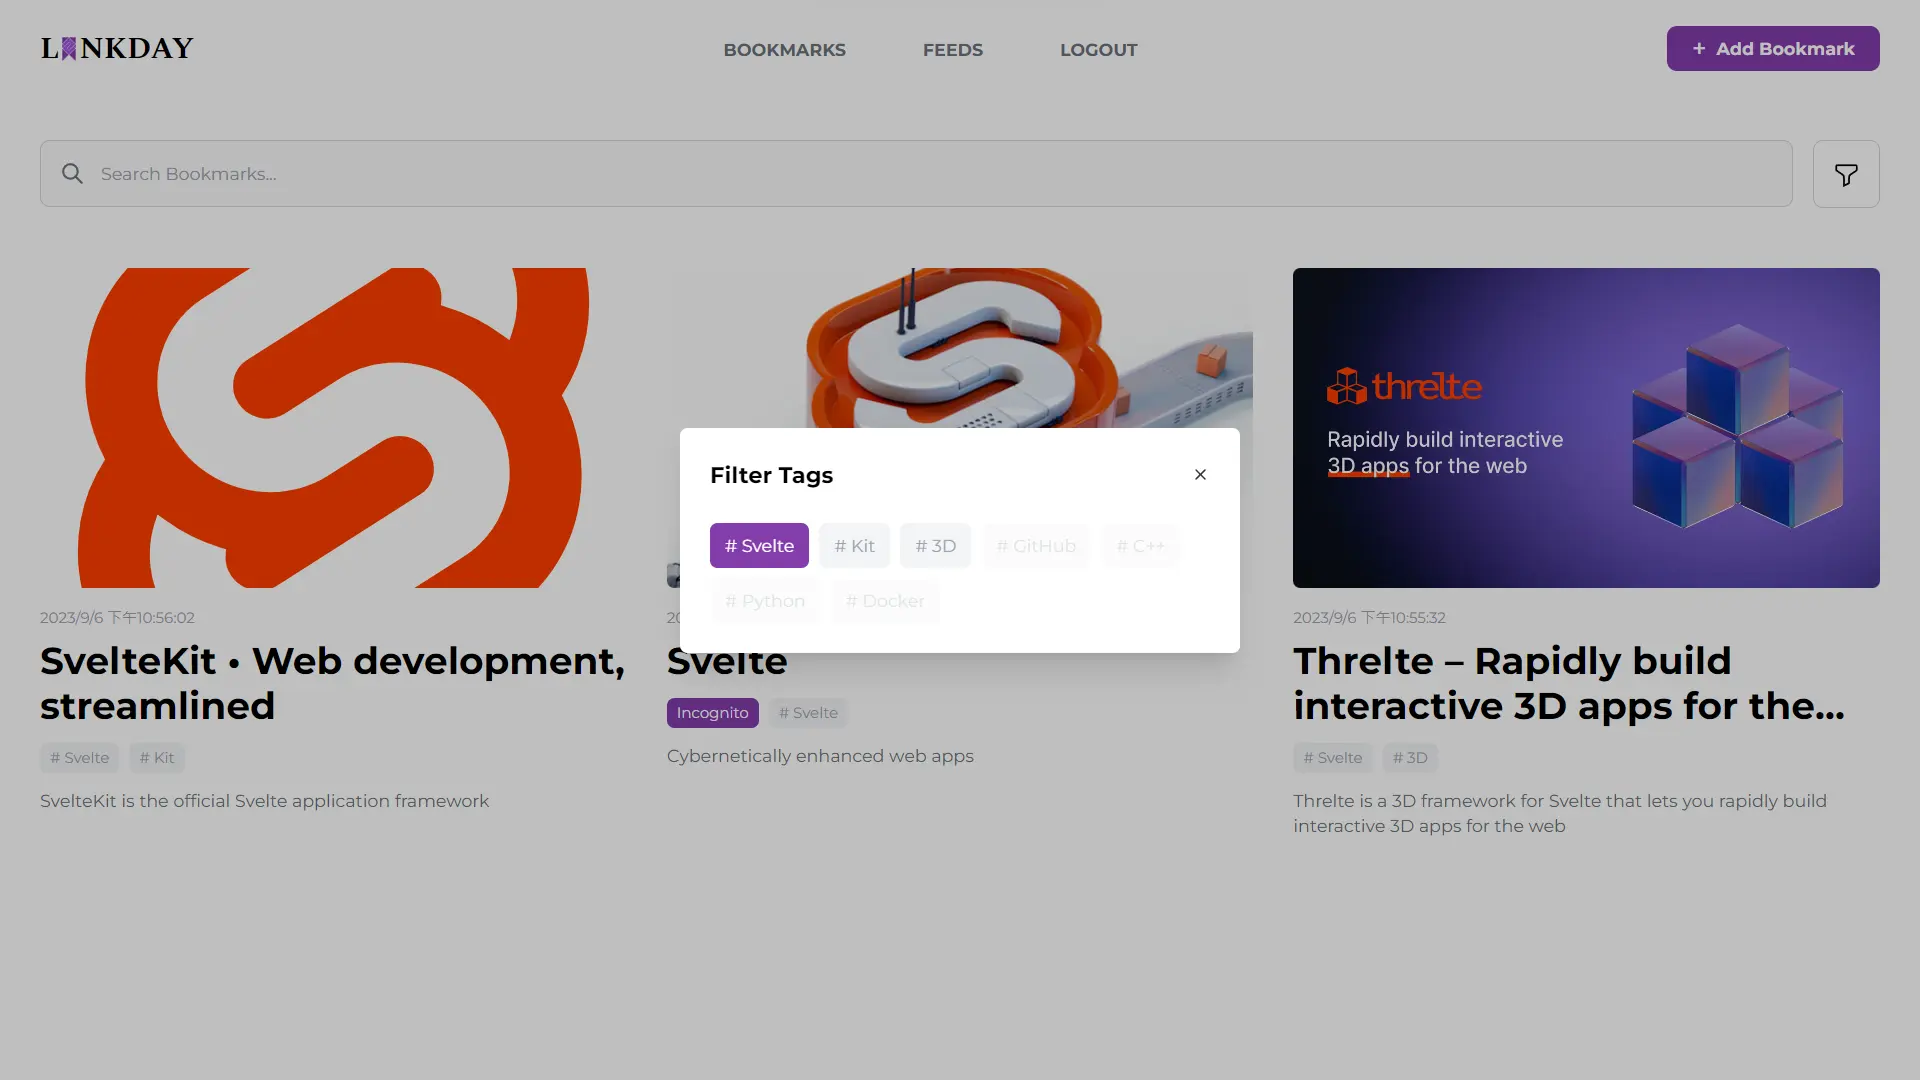 LINKDAY
BOOKMARKS
FEEDS
LOGOUT
+ Add Bookmark
Search Bookmarks...
threlte
Rapidly build interactive
3D apps for the web
Filter Tags
# Svelte
# Kit
# 3D
# GitHub
# C++
# Python
# Docker
2023/9/6 下午10:56:02
SvelteKit • Web development,
streamlined
# Svelte
# Kit
SvelteKit is the official Svelte application framework
Svelte
Incognito
# Svelte
Cybernetically enhanced web apps
2023/9/6 下午10:55:32
Threlte – Rapidly build
interactive 3D apps for the...
# Svelte
# 3D
Threlte is a 3D framework for Svelte that lets you rapidly build
interactive 3D apps for the web